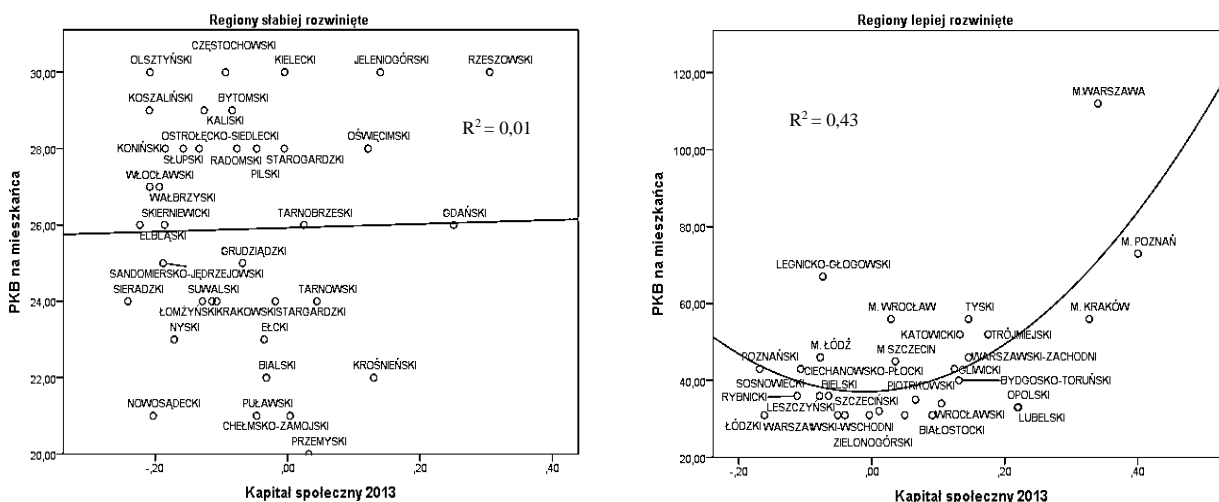 Regiony słabiej rozwinięte
CZĘSTOCHOWSKI
OLSZTYŃSKI KIELECKI JELENIOGÓRSKI RZESZOWSKI
30,00
KOSZALIŃSKI BYTOMSKI
KALISKI
R² = 0,01
OSTROŁĘCKO-SIEDLECKI OŚWIĘCIMSKI
28,00
KONIŃSKI
SŁUPSKI RADOMSKI STAROGARDZKI
PILSKI
WŁOCŁAWSKI
WAŁBRZYSKI
SKIERNIEWICKI TARNOBRZESKI GDAŃSKI
26,00
ELBLĄSKI
GRUDZIĄDZKI
SANDOMIERSKO-JĘDRZEJOWSKI
SIERADZKI SUWALSKI TARNOWSKI
24,00
ŁOMŻYŃSKI KRAKOWSKI STARGARDZKI
NYSKI EŁCKI
BIALSKI KROŚNIEŃSKI
22,00
NOWOSĄDECKI PUŁAWSKI
CHEŁMSKO-ZAMOJSKI
PRZEMYSKI
20,00
-,20 ,00 ,20 ,40
Kapitał społeczny 2013
PKB na mieszkańca
Regiony lepiej rozwinięte
120,00
M.WARSZAWA
R² = 0,43
100,00
80,00
M. POZNAŃ
LEGNICKO-GŁOGOWSKI
60,00
M. WROCŁAW TYSKI M. KRAKÓW
KATOWICKI TRÓJMIEJSKI
M. ŁÓDŹ M SZCZECIN
POZNAŃSKI WARSZAWSKI-ZACHODNI
CIECHANOWSKO-PŁOCKI GLIWICKI
40,00
SOSNOWIECKI BIELSKI PIOTRKOWSKI BYDGOSKO-TORUŃSKI
RYBNICKI
LESZCZYŃSKI SZCZECIŃSKI OPOLSKI
WROCŁAWSKI LUBELSKI
ŁÓDZKI WARSZAWSKI-WSCHODNI BIAŁOSTOCKI
ZIELONOGÓRSKI
20,00
-,20 ,00 ,20 ,40
Kapitał społeczny 2013
PKB na mieszkańca